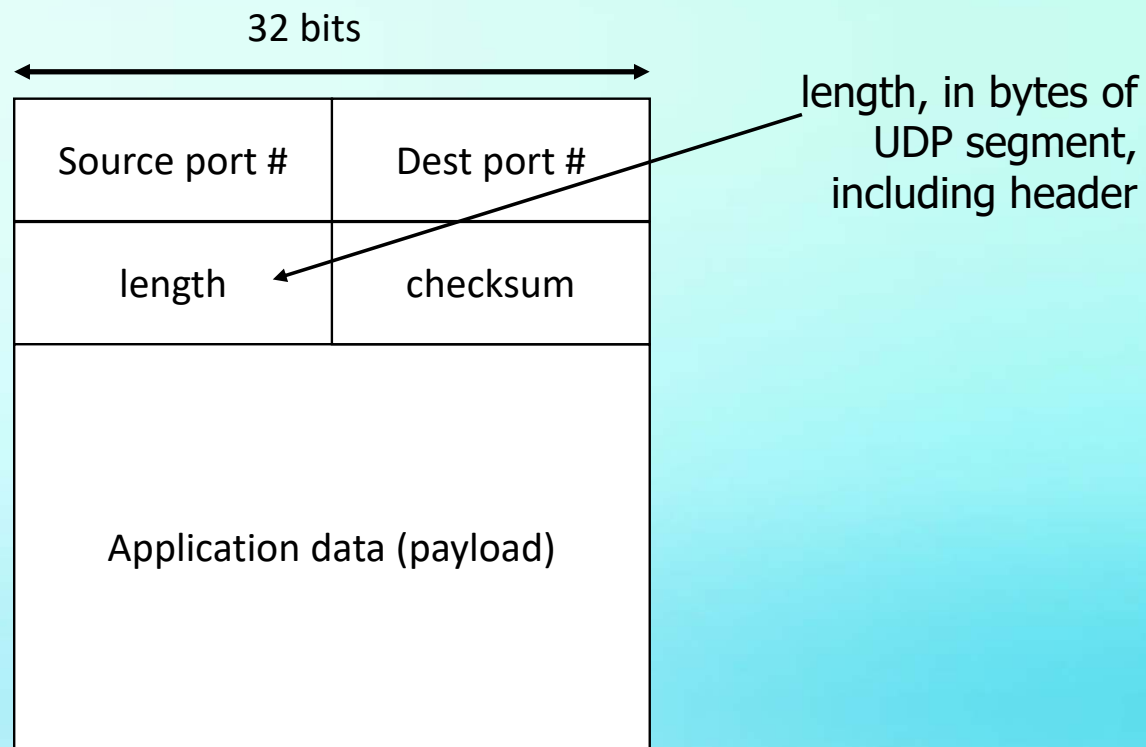 32 bits
length, in bytes of
UDP segment,
including header
Source port #
Dest port #
length
checksum
Application data (payload)